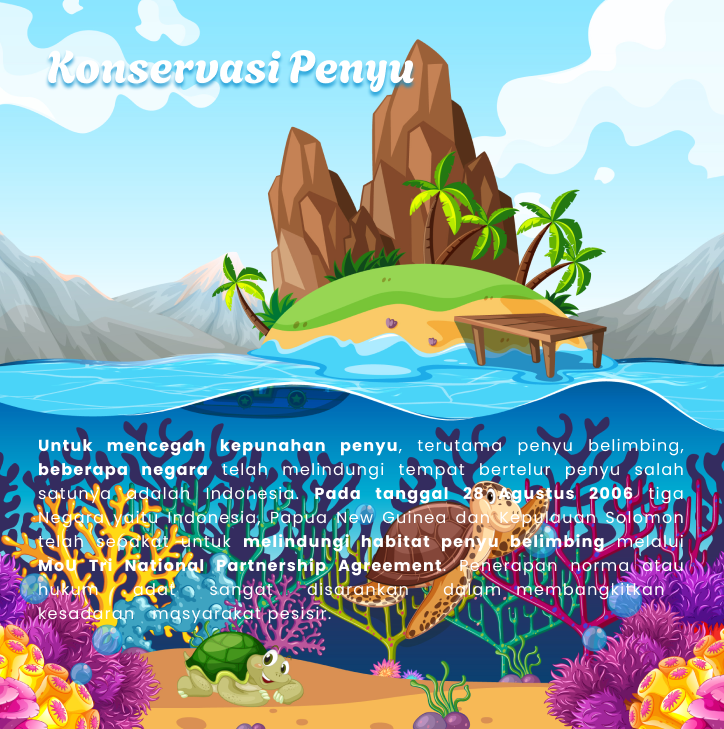 Konservasi Penyu
Untuk mencegah kepunahan penyu, terutama penyu belimbing,
beberapa negara telah melindungi tempat bertelur penyu salah
satunya adalah Indonesia. Pada tanggal 28 Agustus 2006 tiga
Negara yaitu Indonesia, Papua New Guinea dan Kepulauan Solomon
telah sepakat untuk melindungi habitat penyu belimbing melalui
MoU Tri National Partnership Agreement. Penerapan norma atau
hukum adat sangat disarankan dalam membangkitkan
kesadaran masyarakat pesisir.